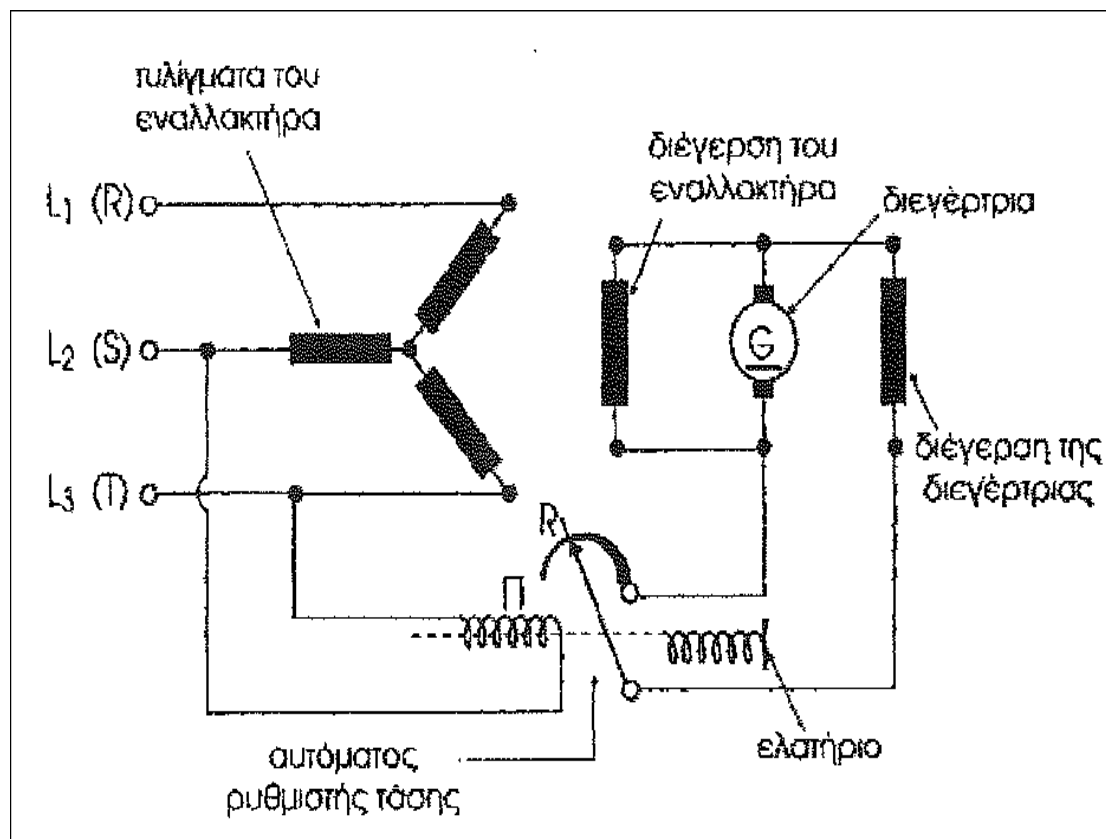 τυλίγματα του
εναλλακτήρα
διέγερση του
εναλλακτήρα
διεγέρτρια
L1 (R)
L2 (S)
L3 (T)
G
διέγερση της
διεγέρτριας
R
Π
ελατήριο
αυτόματος
ρυθμιστής τάσης